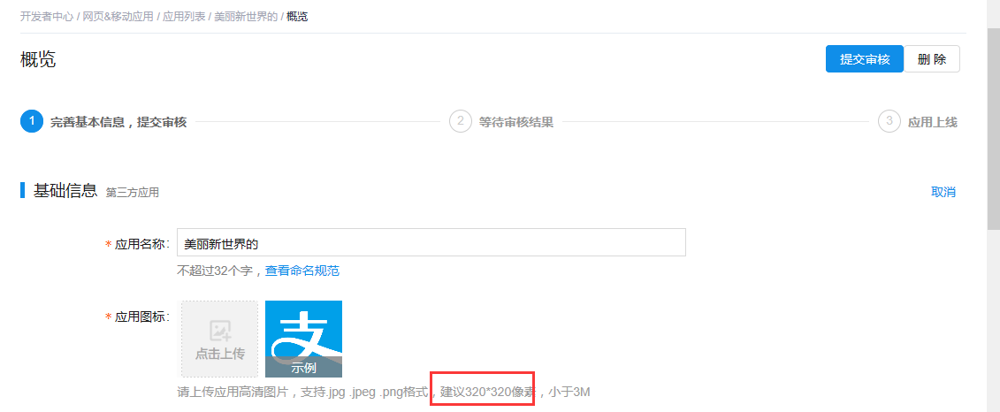 开发者中心 / 网页&移动应用 / 应用列表 / 美丽新世界的 / 概览
概览
提交审核 删 除
1 完善基本信息，提交审核 2 等待审核结果 3 应用上线
基础信息 第三方应用 取消
* 应用名称: 美丽新世界的
不超过32个字，查看命名规范
* 应用图标:
支
点击上传 示例
请上传应用高清图片，支持.jpg .jpeg .png格式，建议320*320像素，小于3M